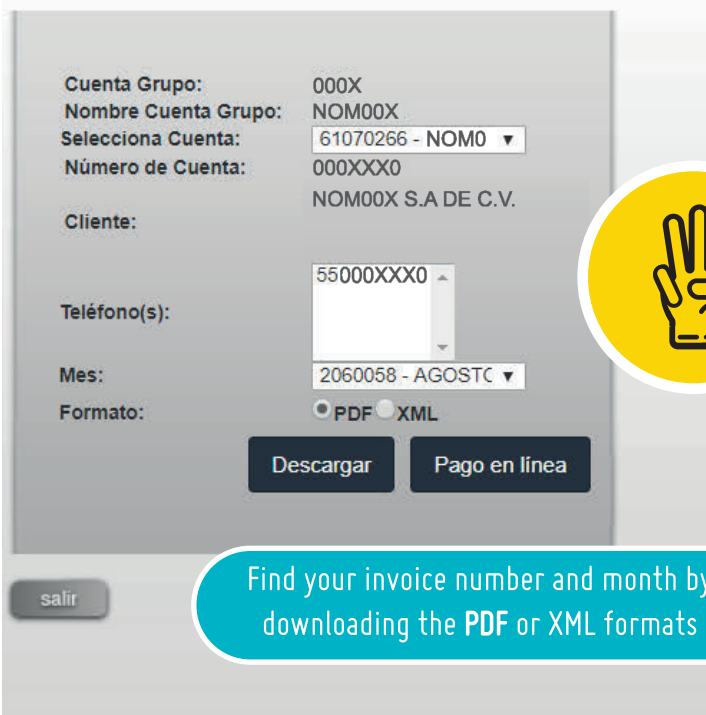 Cuenta Grupo: 000X
Nombre Cuenta Grupo: NOM00X
Selecciona Cuenta: 61070266 - NOM0
Número de Cuenta: 000XXX0
NOM00X S.A DE C.V.
Cliente:
55000XXX0
Teléfono(s):
Mes: 2060058 - AGOSTO
Formato: PDF XML
Descargar Pago en línea
salir
Find your invoice number and month by
downloading the PDF or XML formats